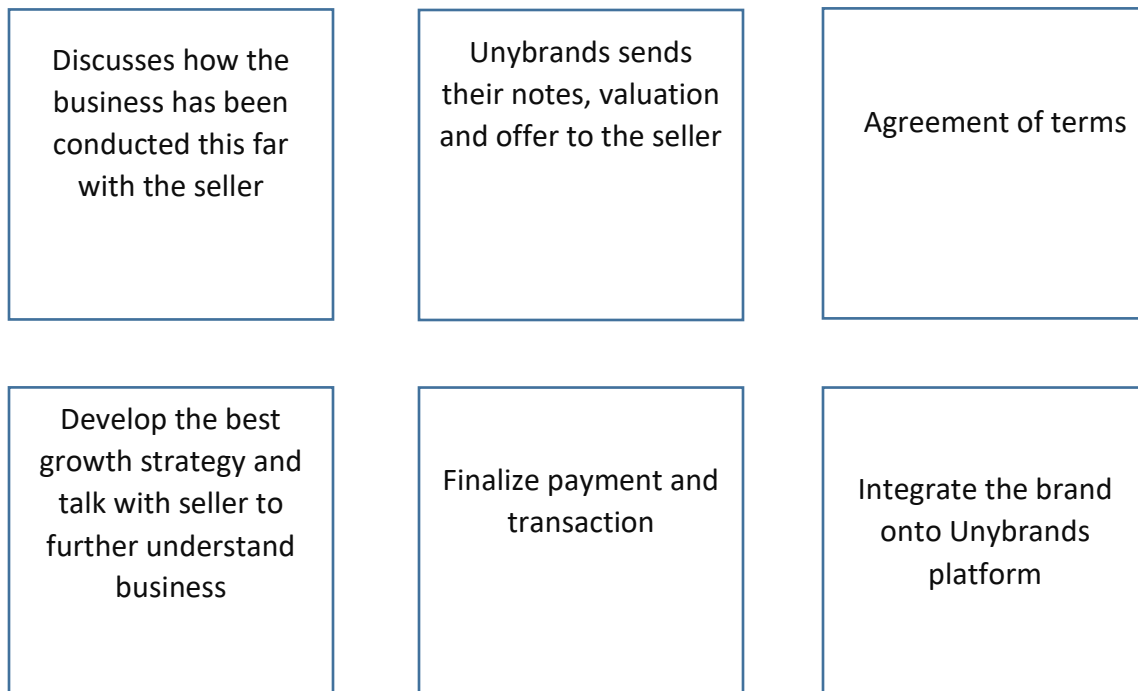 Discusses how the
business has been
conducted this far
with the seller
Unybrands sends
their notes, valuation
and offer to the seller
Agreement of terms
Develop the best
growth strategy and
talk with seller to
further understand
business
Finalize payment and
transaction
Integrate the brand
onto Unybrands
platform